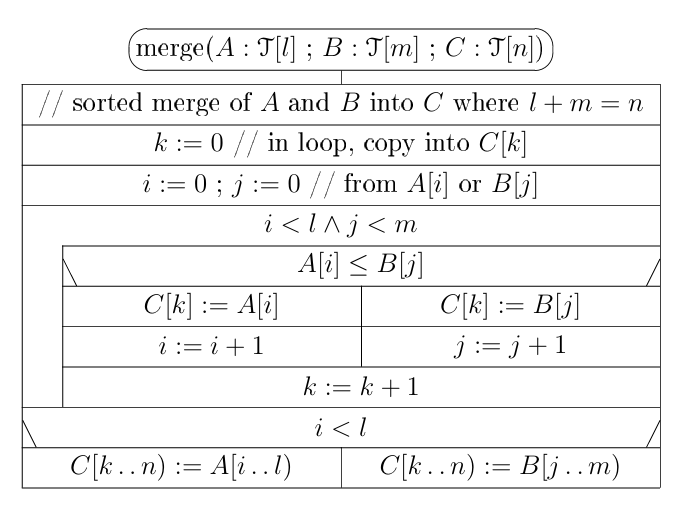 merge(A : 𝒯[l] ; B : 𝒯[m] ; C : 𝒯[n])
// sorted merge of A and B into C where l + m = n
k := 0 // in loop, copy into C[k]
i := 0 ; j := 0 // from A[i] or B[j]
i < l ∧ j < m
A[i] ≤ B[j]
C[k] := A[i] C[k] := B[j]
i := i + 1 j := j + 1
k := k + 1
i < l
C[k . . n) := A[i . . l) C[k . . n) := B[j . . m)